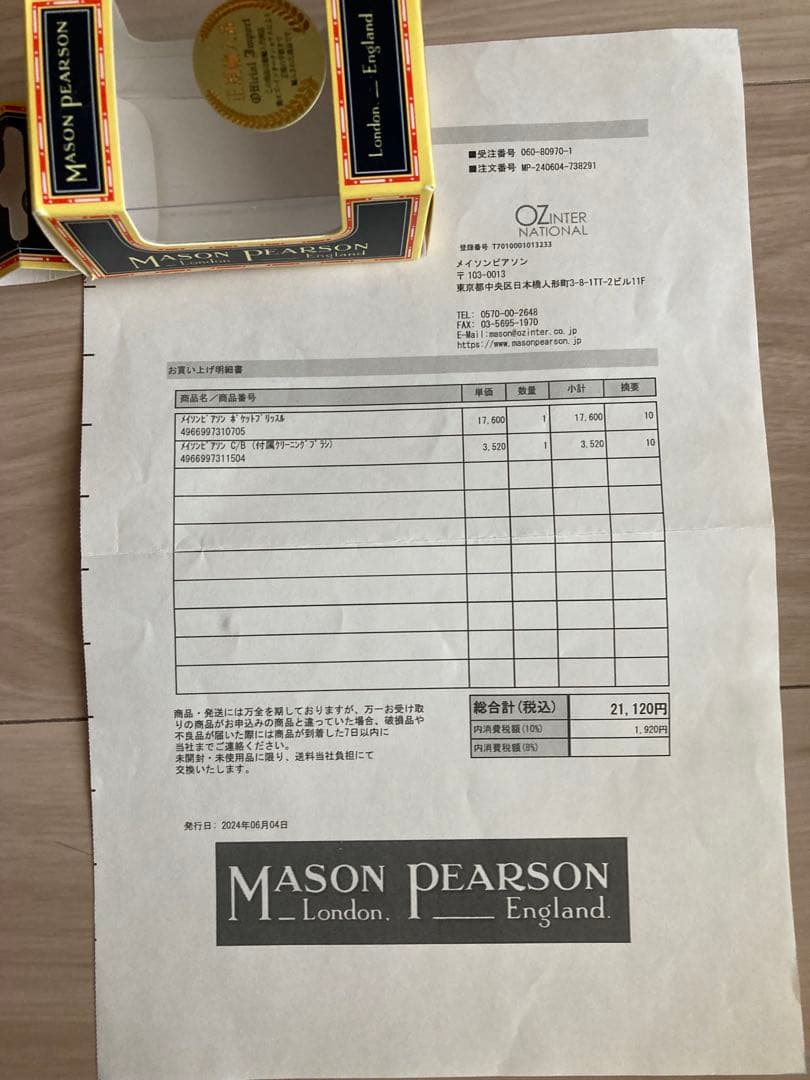 MASON PEARSON
正規輸入品
Official Import
London. England
MASON PEARSON
London England
■受注番号 060-80970-1
■注文番号 MP-240604-738291
OZINTER
NATIONAL
登録番号 T7010001013233
メイソンピアソン
〒103-0013
東京都中央区日本橋人形町3-8-1TT-2ビル11F
TEL: 0570-00-2648
FAX: 03-5695-1970
E-Mail:mason@ozinter.co.jp
https://www.masonpearson.jp
お買い上げ明細書
商品名／商品番号 単価 数量 小計 摘要
ﾒｲｿﾝﾋﾟｱｿﾝ ﾎﾟｹｯﾄﾌﾞﾘｯｽﾙ 17,600 1 17,600 10
4966997310705
ﾒｲｿﾝﾋﾟｱｿﾝ C/B (付属ｸﾘｰﾆﾝｸﾞﾌﾞﾗｼ) 3,520 1 3,520 10
4966997311504
商品・発送には万全を期しておりますが、万一お受け取
りの商品がお申込みの商品と違っていた場合、破損品や
不良品が届いた際には商品が到着した7日以内に
当社までご連絡ください。
未開封・未使用品に限り、送料当社負担にて
交換いたします。
総合計(税込) 21,120円
内消費税額(10%) 1,920円
内消費税額(8%)
発行日: 2024年06月04日
MASON PEARSON
London. England.